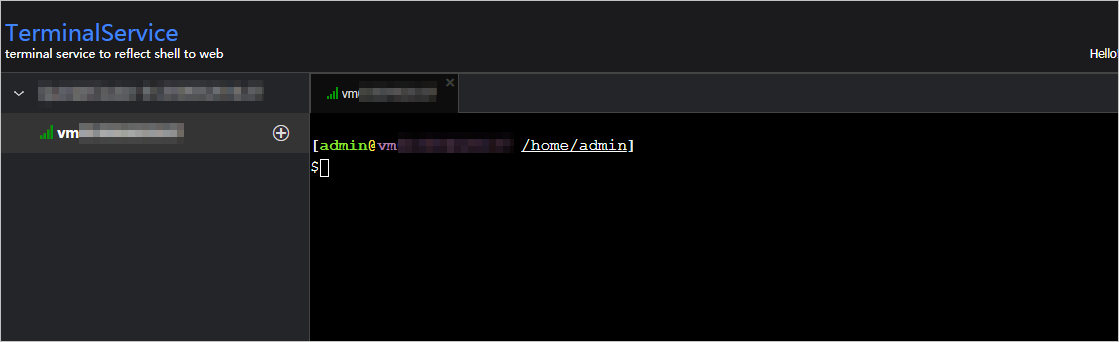 TerminalService
terminal service to reflect shell to web
Hello
vm
vm
[admin@vm /home/admin]
$